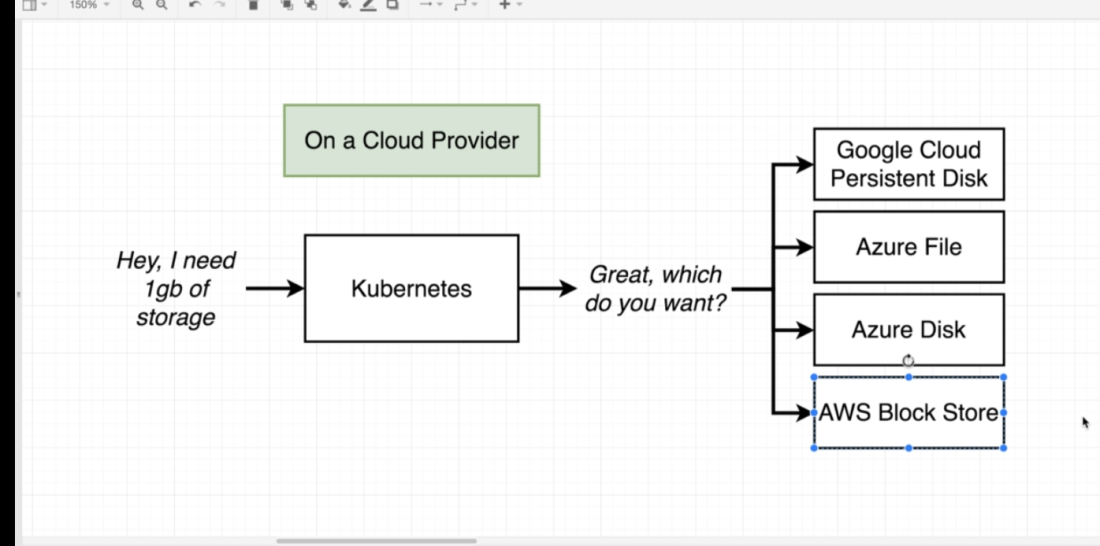 150%
On a Cloud Provider
Google Cloud
Persistent Disk
Azure File
Hey, I need
1gb of
storage
Kubernetes
Great, which
do you want?
Azure Disk
AWS Block Store